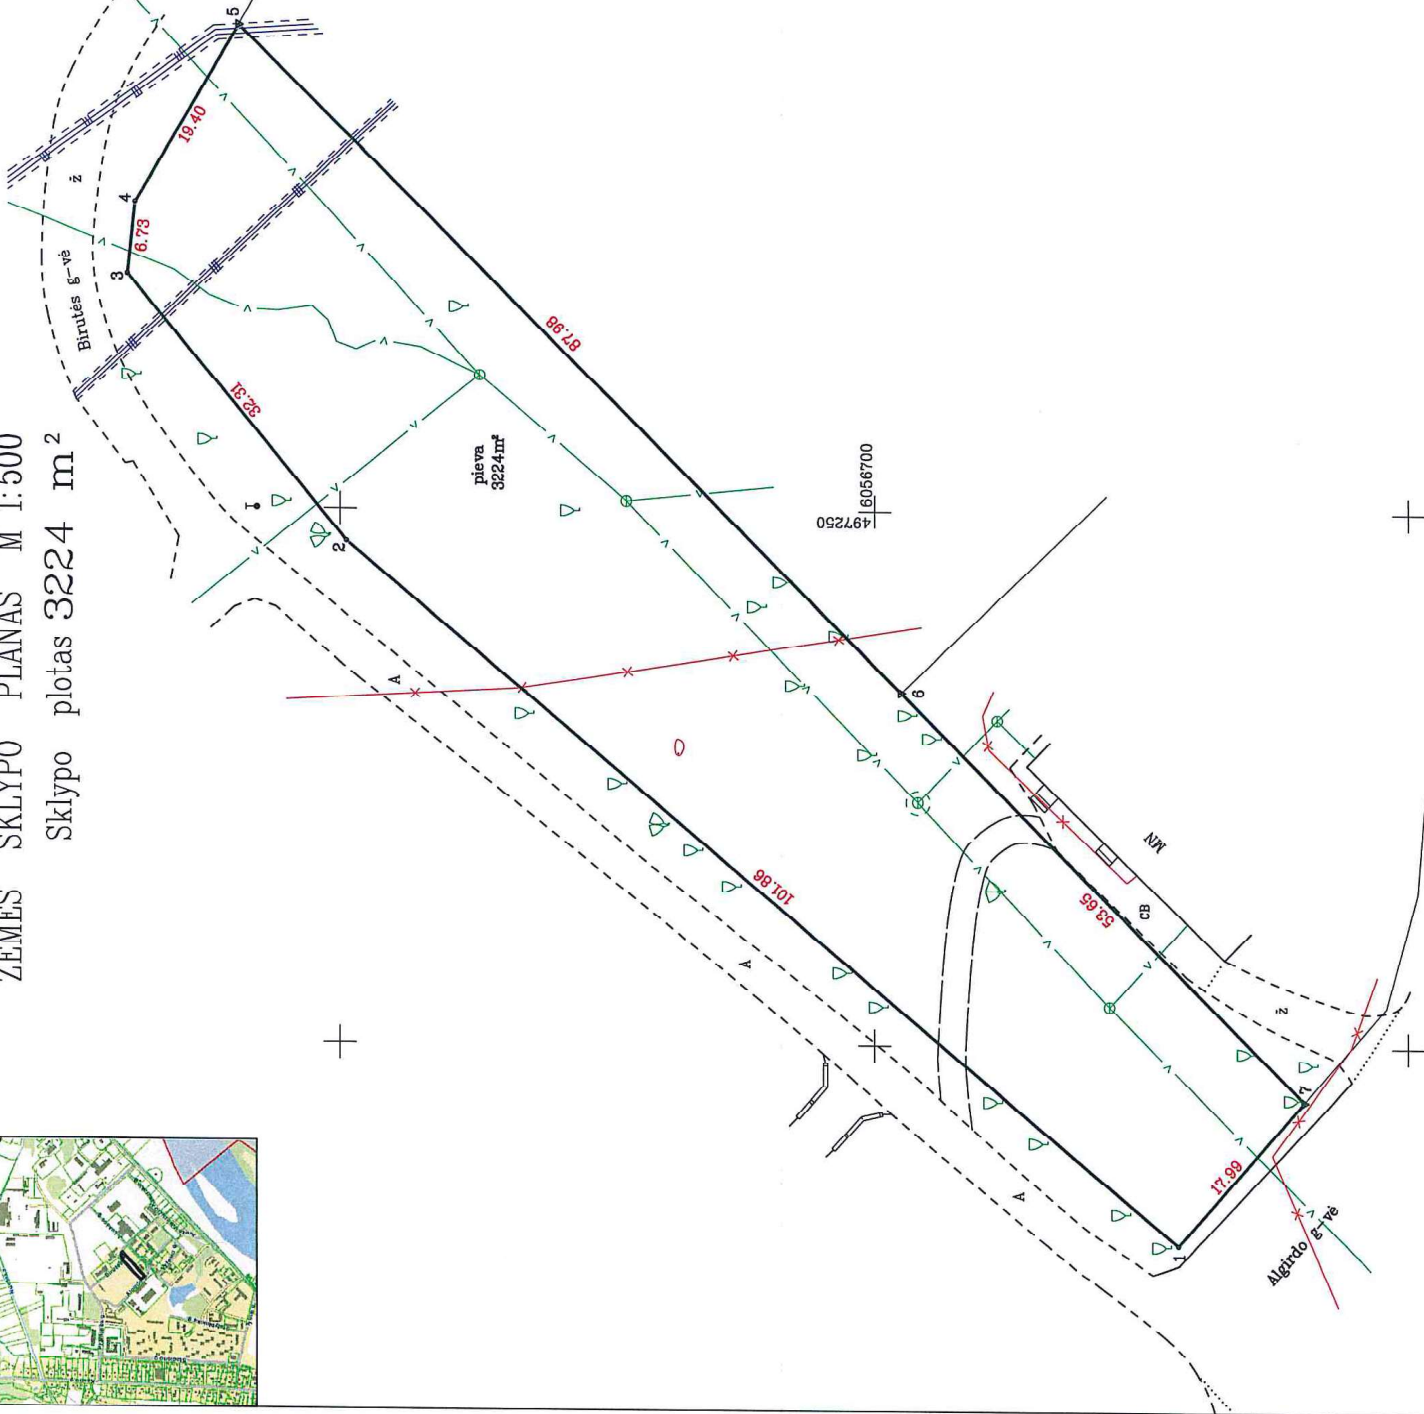 ŽEMĖS SKLYPO PLANAS M 1:500
Sklypo plotas 3224 m²
5
19.40
4
ž
6.73
3
Birutės g-vė
32.31
87.98
pieva
3224m²
2
6056700
497250
A
6
101.86
MN
53.65
CB
A
ž
7
A
17.99
1
Algirdo g-vė